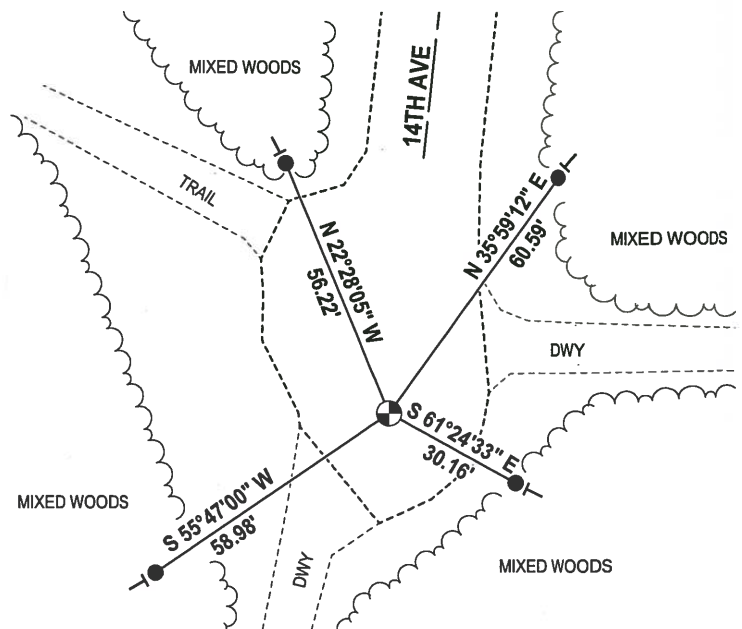 MIXED WOODS
14TH AVE
TRAIL
N 22°28'05" W
56.22'
N 35°59'12" E
60.59'
MIXED WOODS
DWY
S 61°24'33" E
30.16'
S 55°47'00" W
58.98'
MIXED WOODS
DWY
MIXED WOODS